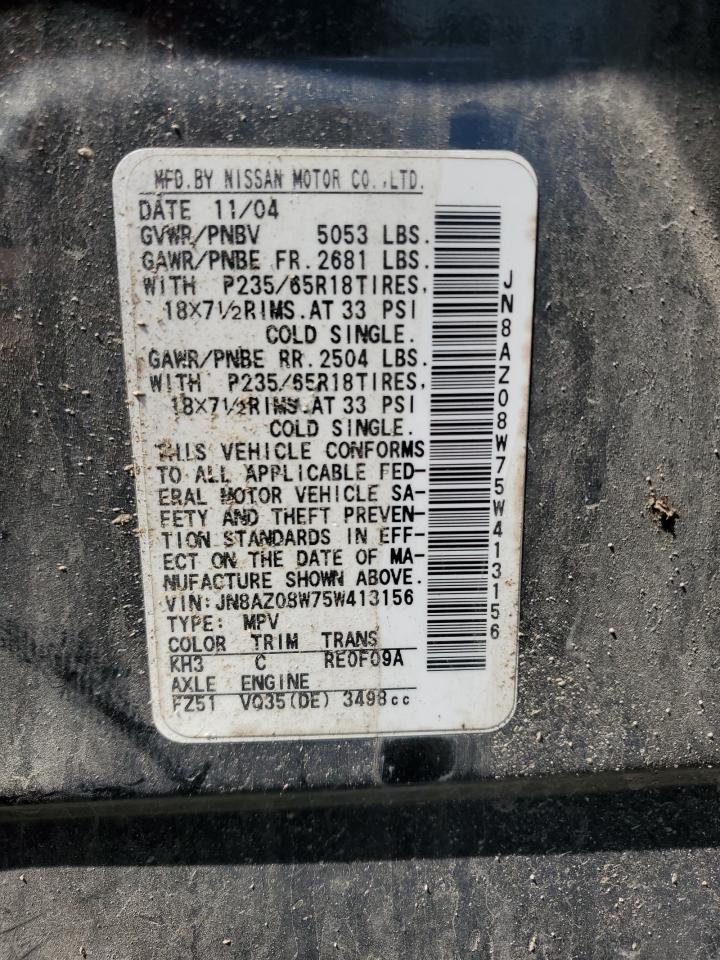 MFD.BY NISSAN MOTOR CO.,LTD.
DATE 11/04
GVWR/PNBV 5053 LBS.
GAWR/PNBE FR. 2681 LBS.
WITH P235/65R18TIRES,
18X7 1/2RIMS.AT 33 PSI
COLD SINGLE.
GAWR/PNBE RR. 2504 LBS.
WITH P235/65R18TIRES,
18X7 1/2RIMS.AT 33 PSI
COLD SINGLE.
THIS VEHICLE CONFORMS
TO ALL APPLICABLE FED-
ERAL MOTOR VEHICLE SA-
FETY AND THEFT PREVEN-
TION STANDARDS IN EFF-
ECT ON THE DATE OF MA-
NUFACTURE SHOWN ABOVE.
VIN:JN8AZ08W75W413156
TYPE: MPV
COLOR TRIM TRANS
KH3 C RE0F09A
AXLE ENGINE
FZ51 VQ35(DE) 3498cc
JN8AZ08W75W413156